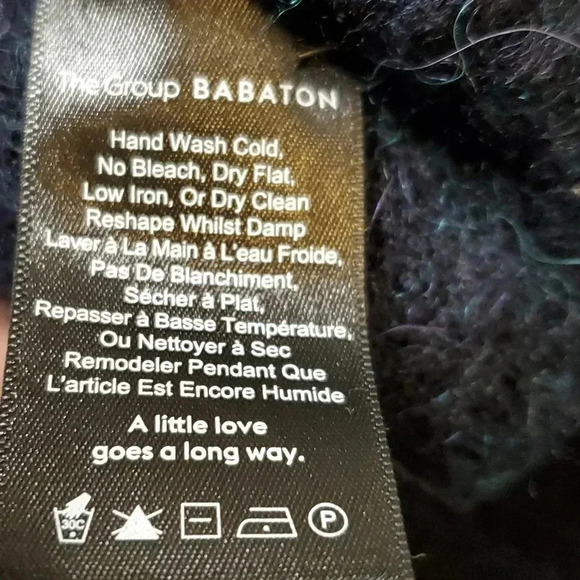 The Group BABATON
Hand Wash Cold,
No Bleach, Dry Flat,
Low Iron, Or Dry Clean
Reshape Whilst Damp
Laver à La Main à L'eau Froide,
Pas De Blanchiment,
Sécher à Plat,
Repasser à Basse Température,
Ou Nettoyer à Sec
Remodeler Pendant Que
L'article Est Encore Humide
A little love
goes a long way.
30C P